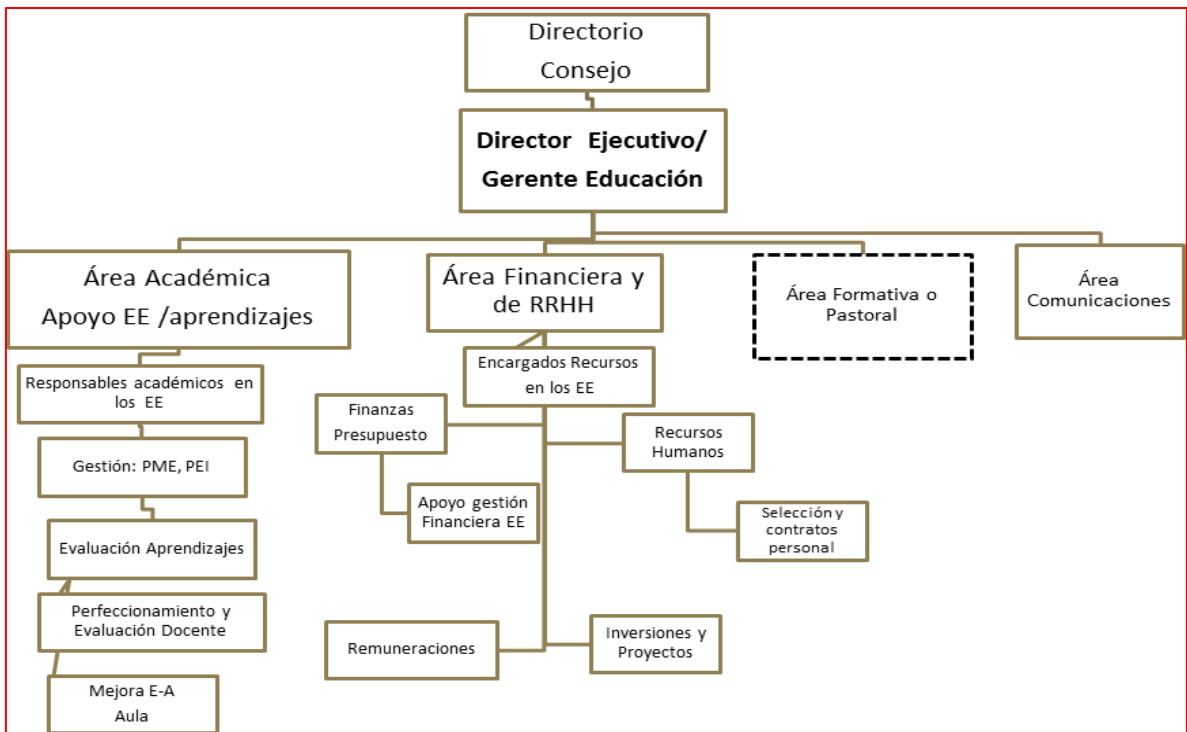 Directorio
Consejo
Director Ejecutivo/
Gerente Educación
Área Académica
Apoyo EE /aprendizajes
Área Financiera y
de RRHH
Área Formativa o
Pastoral
Área
Comunicaciones
Responsables académicos en
los EE
Gestión: PME, PEI
Evaluación Aprendizajes
Perfeccionamiento y
Evaluación Docente
Mejora E-A
Aula
Encargados Recursos
en los EE
Finanzas
Presupuesto
Apoyo gestión
Financiera EE
Recursos
Humanos
Selección y
contratos
personal
Remuneraciones
Inversiones y
Proyectos